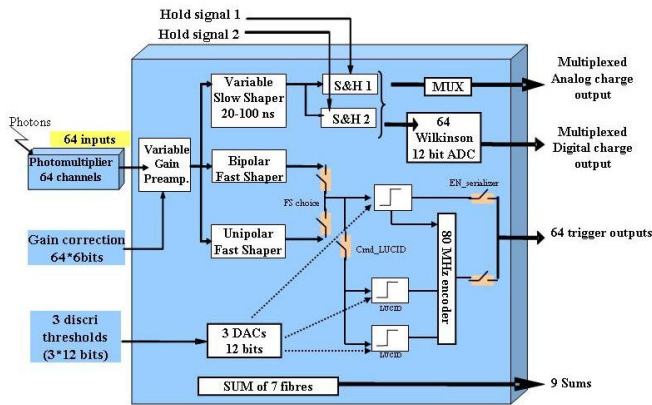 Hold signal 1
Hold signal 2
Photons
64 inputs
Photomultiplier
64 channels
Variable
Gain
Preamp.
Gain correction
64*6bits
3 discri
thresholds
(3*12 bits)
Variable
Slow Shaper
20-100 ns
S&H 1
S&H 2
MUX
64
Wilkinson
12 bit ADC
Bipolar
Fast Shaper
FS choice
Unipolar
Fast Shaper
Cmd_LUCID
EN_serializer
80 MHz encoder
LUCID
LUCID
3 DACs
12 bits
SUM of 7 fibres
Multiplexed
Analog charge
output
Multiplexed
Digital charge
output
64 trigger outputs
9 Sums